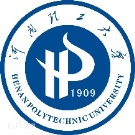 河南理工大学
1909
HENAN POLYTECHNIC UNIVERSITY